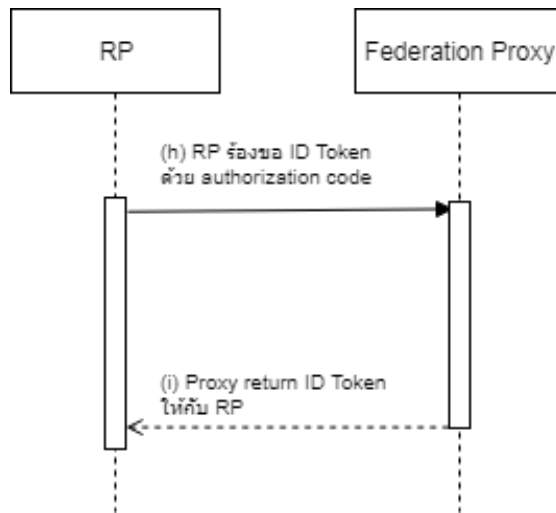 RP
Federation Proxy
(h) RP ร้องขอ ID Token
ด้วย authorization code
(i) Proxy return ID Token
ให้กับ RP